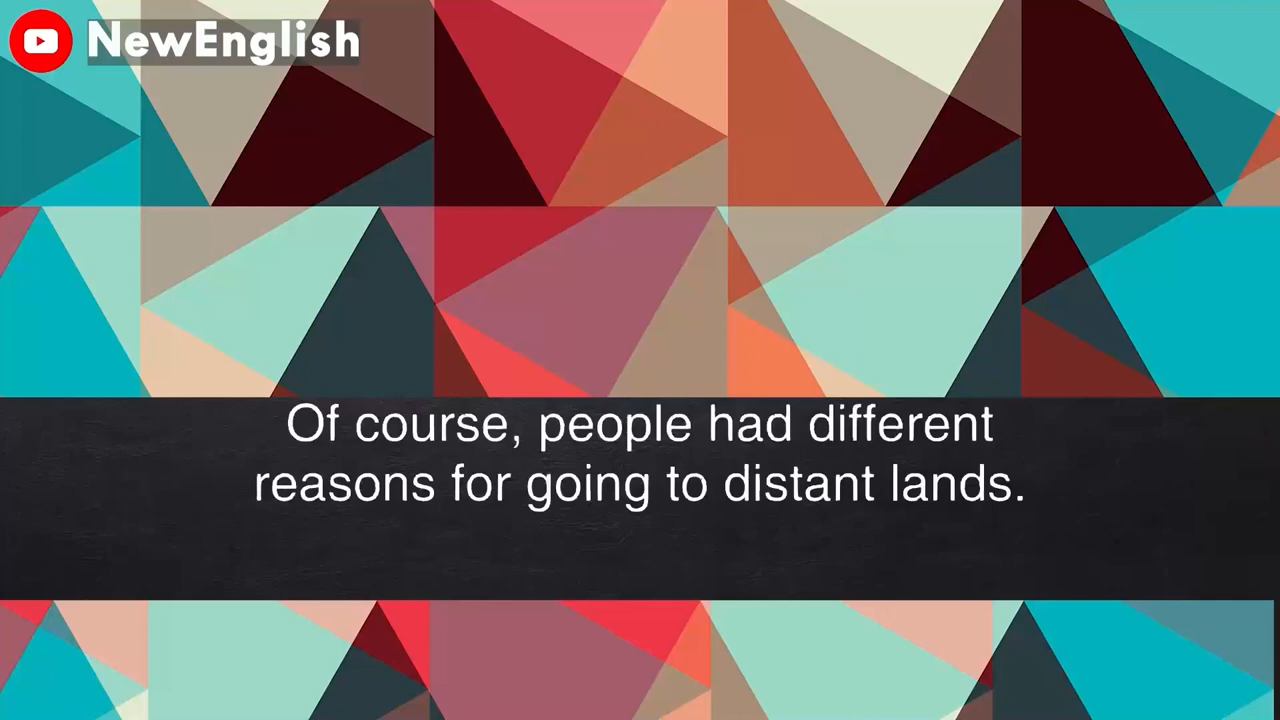 NewEnglish
Of course, people had different
reasons for going to distant lands.